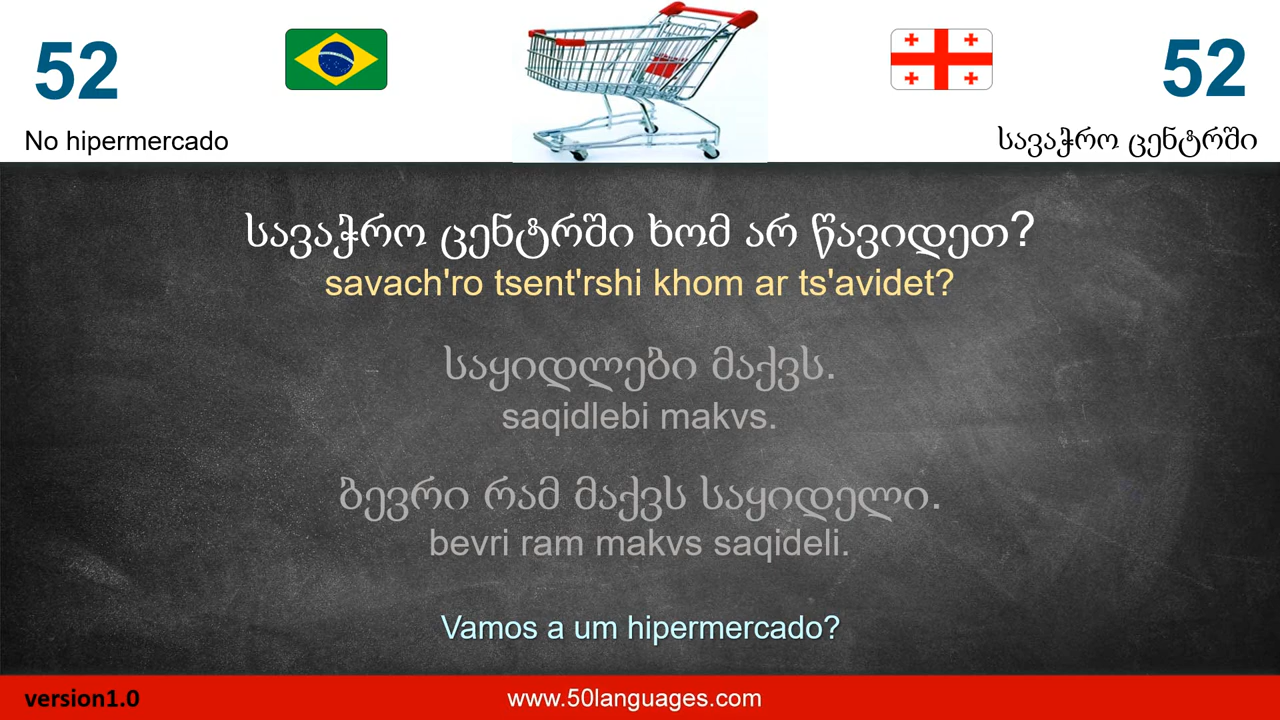 52
52
No hipermercado
სავაჭრო ცენტრში
სავაჭრო ცენტრში ხომ არ წავიდეთ?
savach'ro tsent'rshi khom ar ts'avidet?
საყიდლები მაქვს.
saqidlebi makvs.
ბევრი რამ მაქვს საყიდელი.
bevri ram makvs saqideli.
Vamos a um hipermercado?
version1.0
www.50languages.com